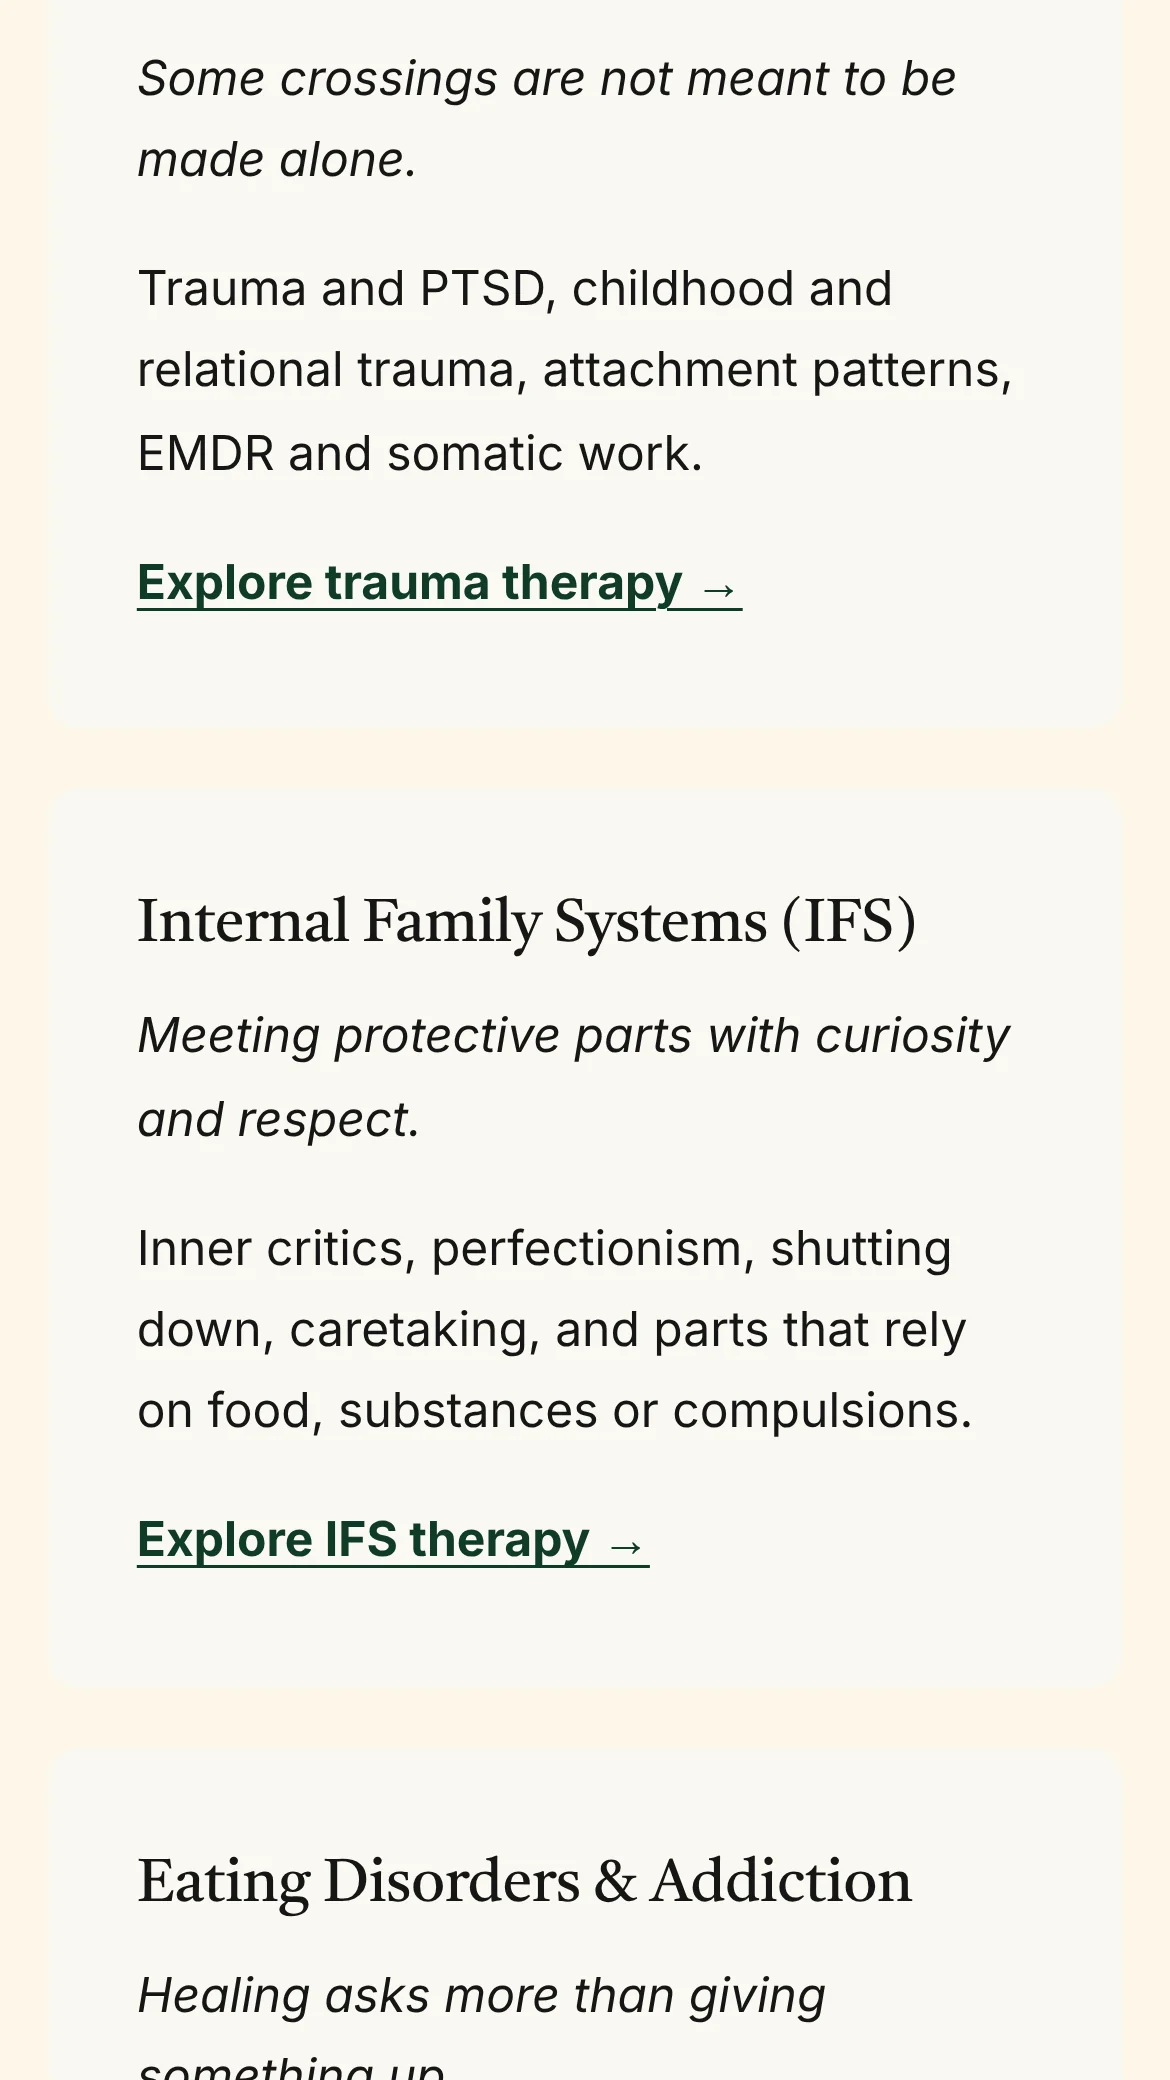 Some crossings are not meant to be
made alone.
Trauma and PTSD, childhood and
relational trauma, attachment patterns,
EMDR and somatic work.
Explore trauma therapy →
Internal Family Systems (IFS)
Meeting protective parts with curiosity
and respect.
Inner critics, perfectionism, shutting
down, caretaking, and parts that rely
on food, substances or compulsions.
Explore IFS therapy →
Eating Disorders & Addiction
Healing asks more than giving
something up.